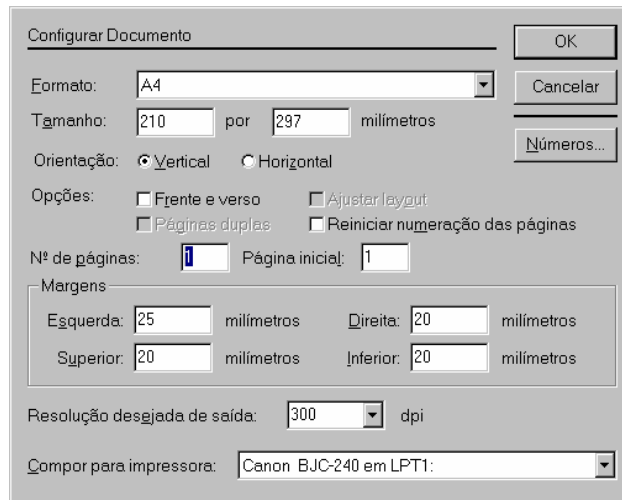 Configurar Documento
OK
Formato: A4
Cancelar
Tamanho: 210 por 297 milímetros
Números...
Orientação: Vertical Horizontal
Opções: Frente e verso Ajustar layout
Páginas duplas Reiniciar numeração das páginas
Nº de páginas: 1 Página inicial: 1
Margens
Esquerda: 25 milímetros Direita: 20 milímetros
Superior: 20 milímetros Inferior: 20 milímetros
Resolução desejada de saída: 300 dpi
Compor para impressora: Canon BJC-240 em LPT1: